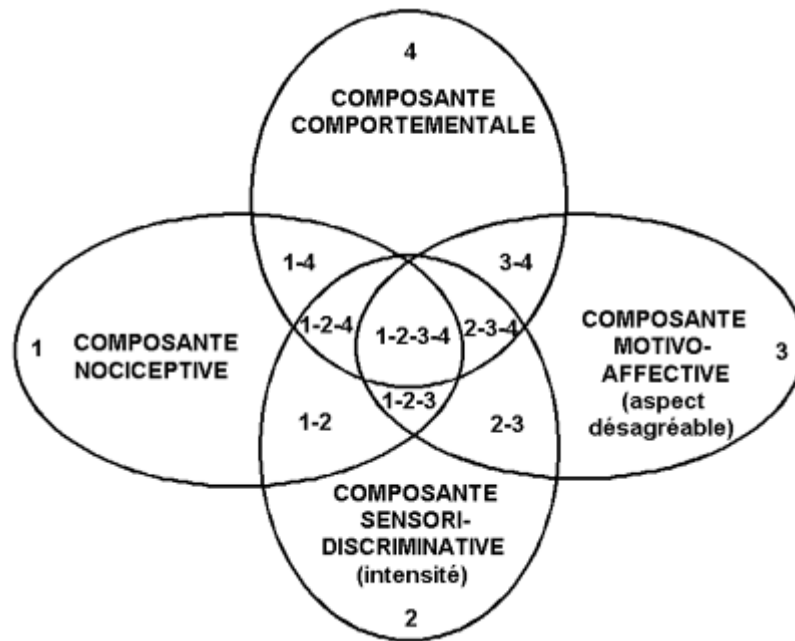 4
COMPOSANTE
COMPORTEMENTALE
1-4
3-4
1-2-4
1-2-3-4
2-3-4
1
COMPOSANTE
NOCICEPTIVE
COMPOSANTE
MOTIVO-
AFFECTIVE
(aspect
désagréable)
3
1-2-3
1-2
2-3
COMPOSANTE
SENSORI-
DISCRIMINATIVE
(intensité)
2